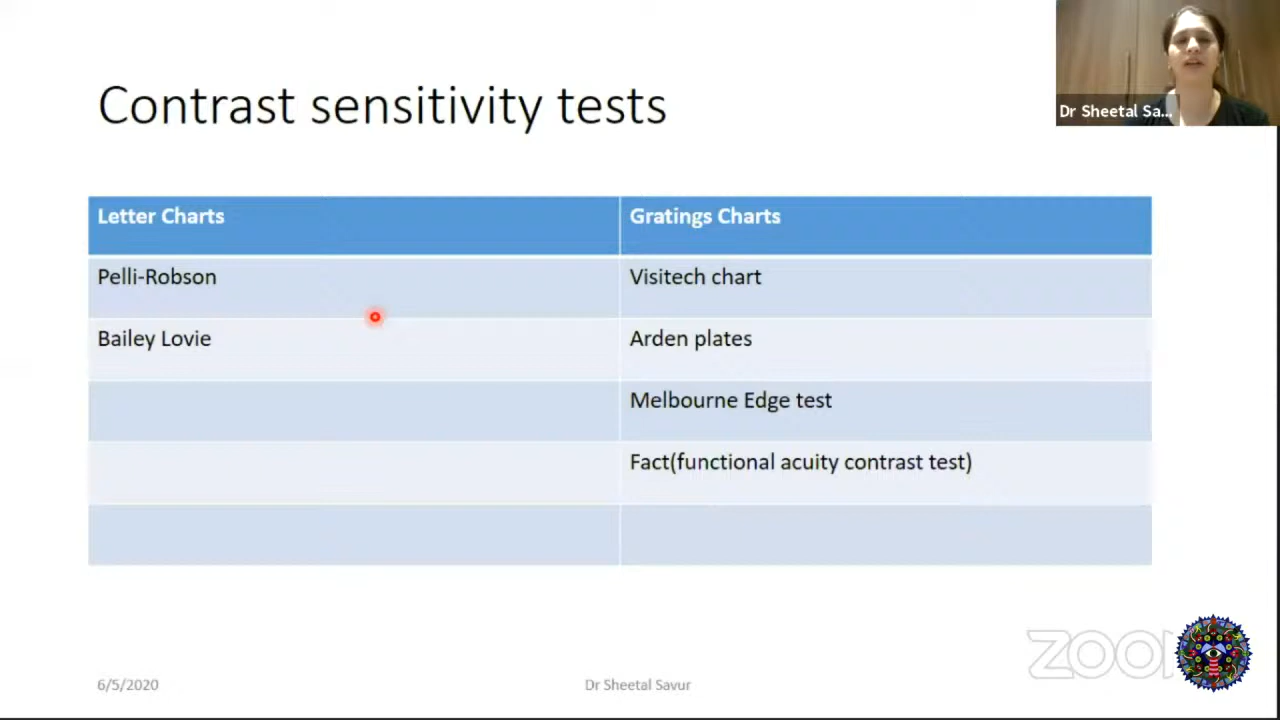 Dr Sheetal Sa...
Contrast sensitivity tests
Letter Charts
Gratings Charts
Pelli-Robson
Visitech chart
Bailey Lovie
Arden plates
Melbourne Edge test
Fact(functional acuity contrast test)
ZOO
6/5/2020
Dr Sheetal Savur